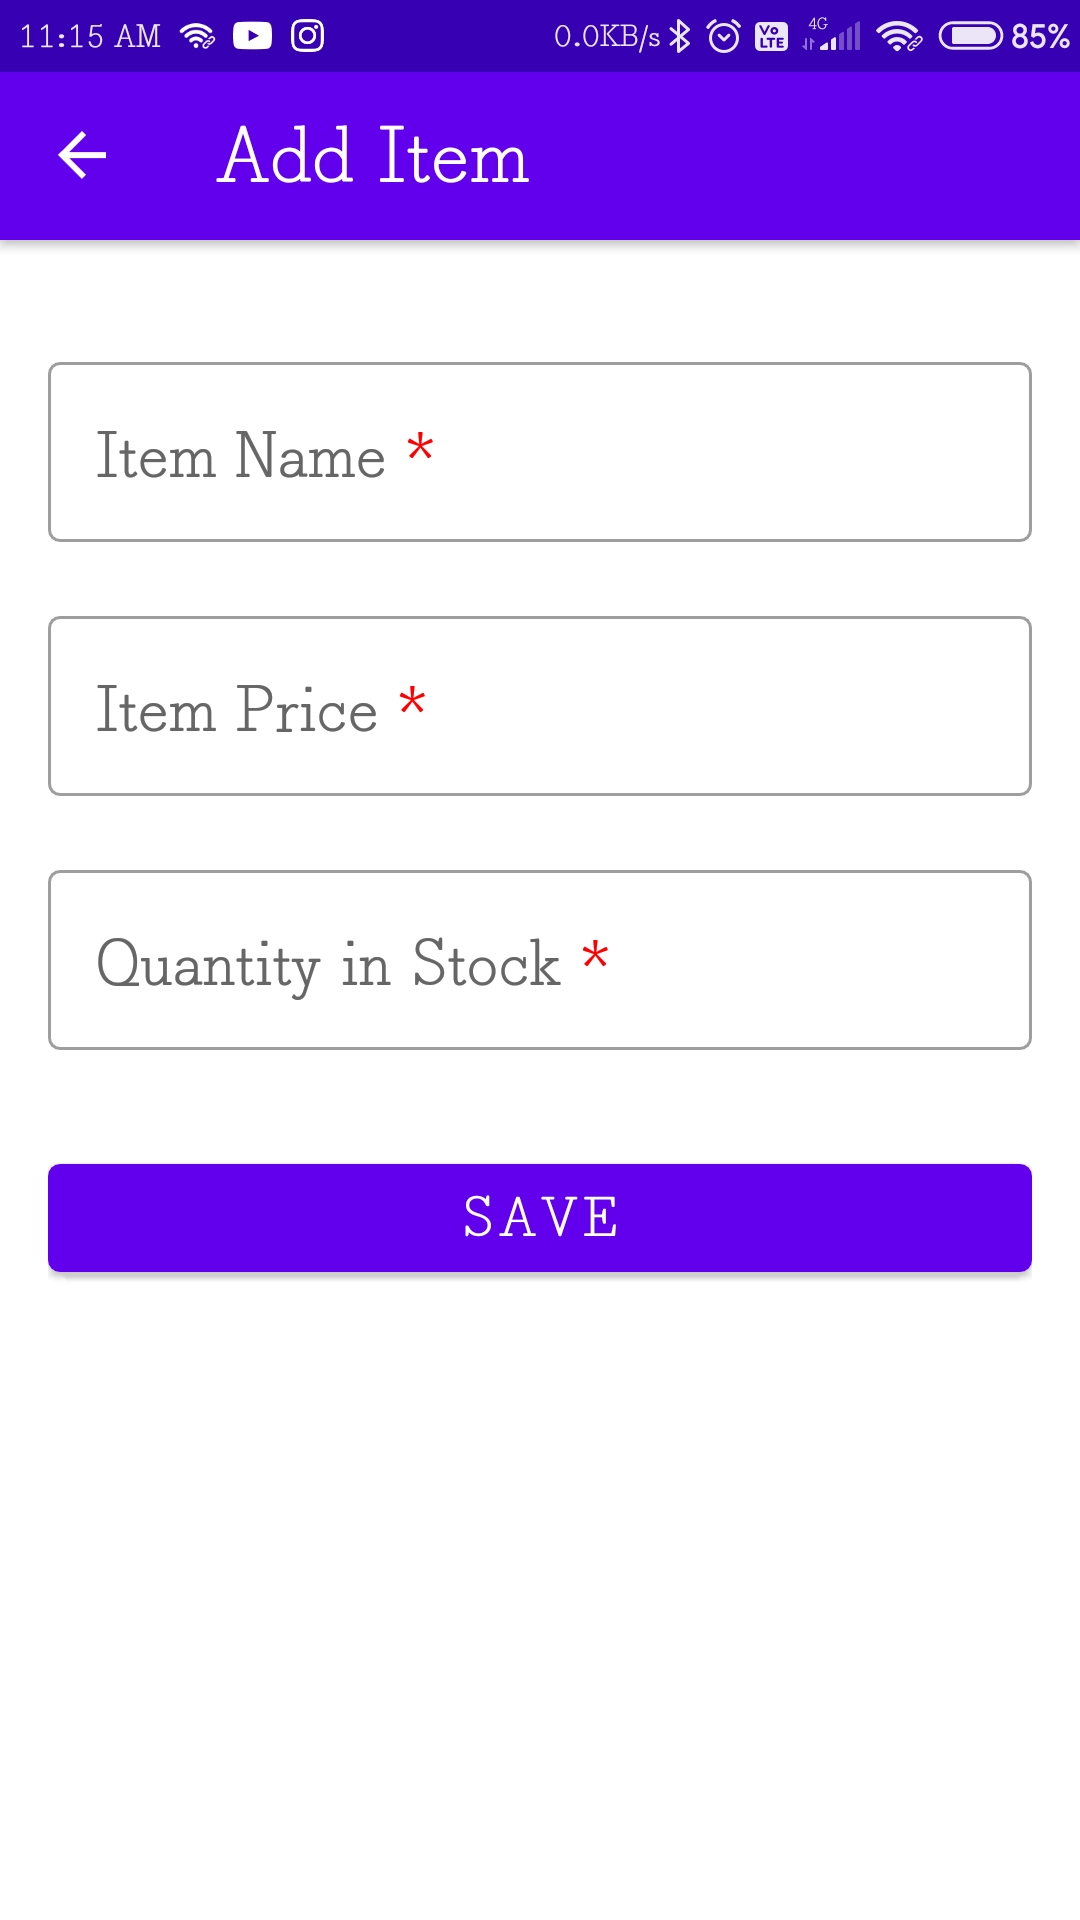 11:15 AM 0.0KB/s Vo LTE 4G 85%
Add Item
Item Name *
Item Price *
Quantity in Stock *
SAVE